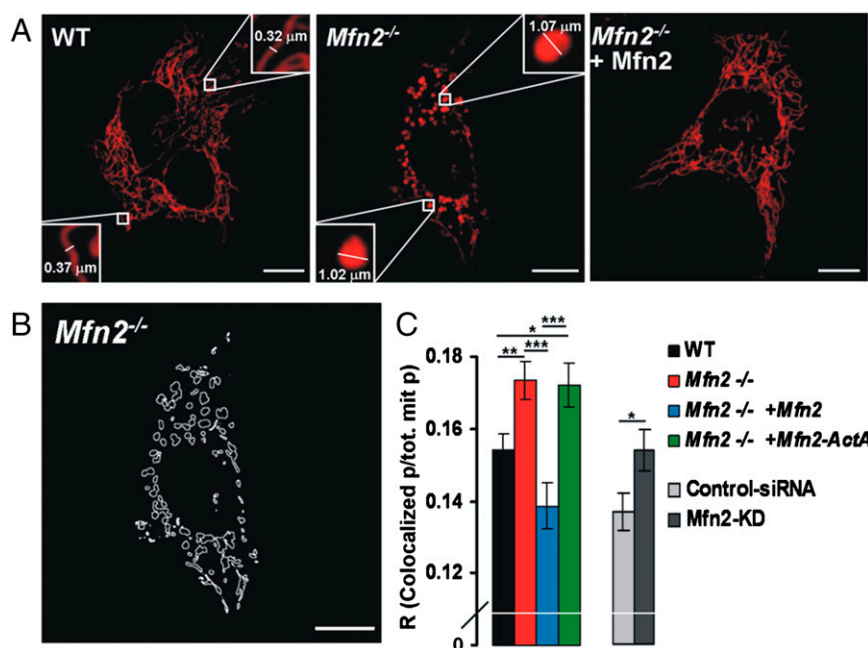 A
WT
0.32 μm
0.37 μm
Mfn2-/-
1.07 μm
1.02 μm
Mfn2-/-
+ Mfn2
B
Mfn2-/-
C
R (Colocalized p/tot. mit p)
0.18
0.16
0.14
0.12
0
*
***
**
***
*
WT
Mfn2 -/-
Mfn2 -/- +Mfn2
Mfn2 -/- +Mfn2-ActA
Control-siRNA
Mfn2-KD